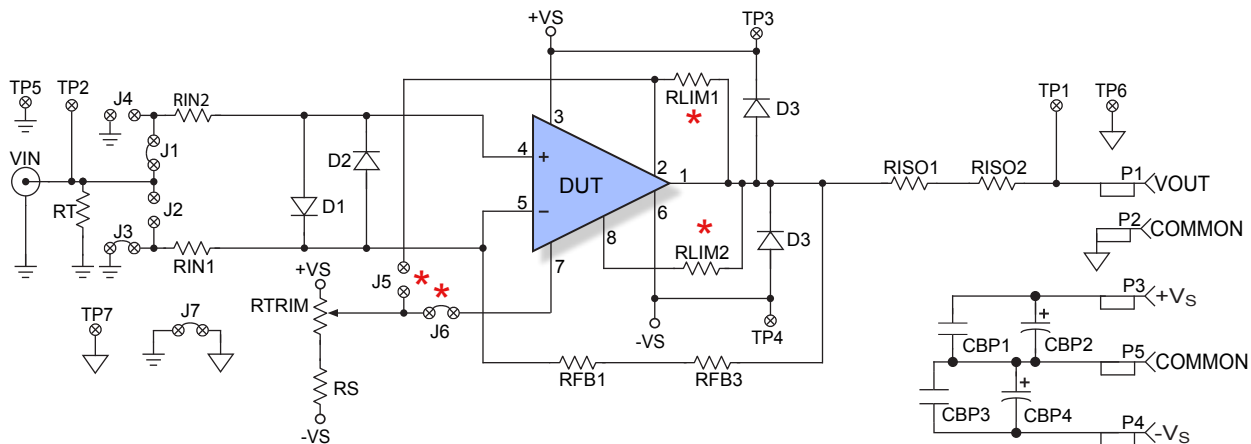 +VS
TP3
TP5
TP2
J4
RIN2
RLIM1
*
D3
TP1
TP6
3
J1
VIN
D2
4
+
DUT
2
1
RISO1
RISO2
P1
VOUT
RT
J2
D1
5
−
6
P2
COMMON
J3
RIN1
8
*
RLIM2
D3
7
+VS
J5
*
*
RTRIM
J6
P3
+VS
TP7
J7
-VS
TP4
CBP1
+
CBP2
P5
COMMON
RS
RFB1
RFB3
+
CBP3
CBP4
P4
-VS
-VS